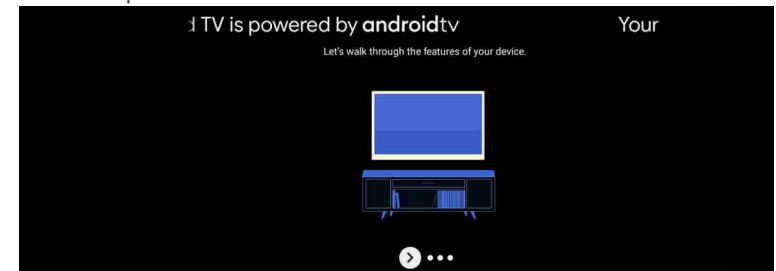 TV is powered by androidtv Your
Let's walk through the features of your device.